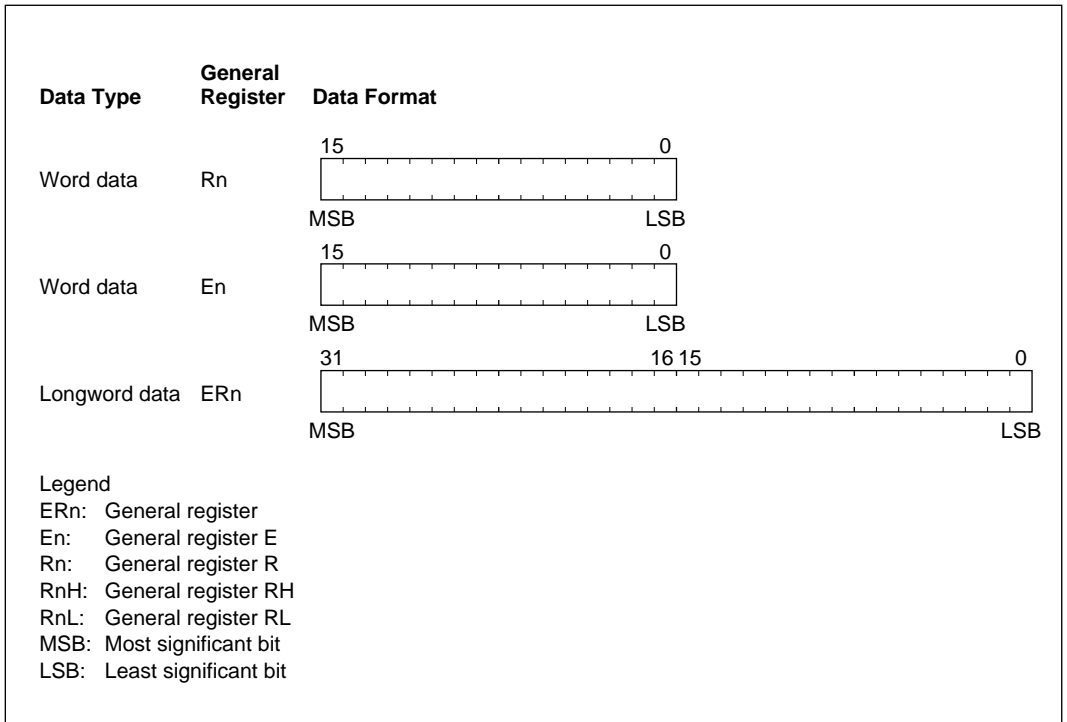 General
Data Type Register Data Format
15 0
Word data Rn
MSB LSB
15 0
Word data En
MSB LSB
31 16 15 0
Longword data ERn
MSB LSB
Legend
ERn: General register
En: General register E
Rn: General register R
RnH: General register RH
RnL: General register RL
MSB: Most significant bit
LSB: Least significant bit